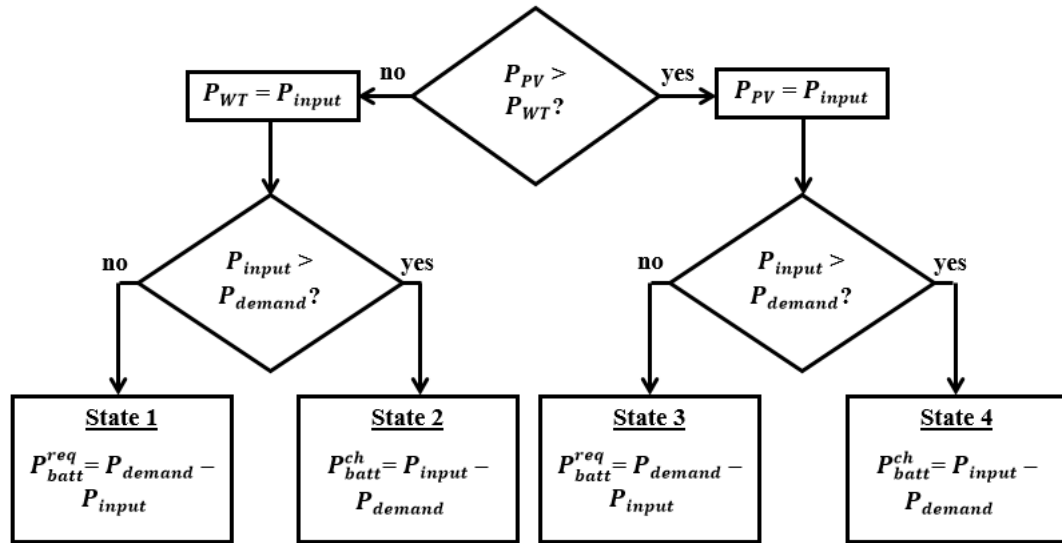 P_PV >
P_WT?
no
yes
P_WT = P_input
P_PV = P_input
P_input >
P_demand?
no
yes
P_input >
P_demand?
no
yes
State 1
P_batt^req = P_demand −
P_input
State 2
P_batt^ch = P_input −
P_demand
State 3
P_batt^req = P_demand −
P_input
State 4
P_batt^ch = P_input −
P_demand